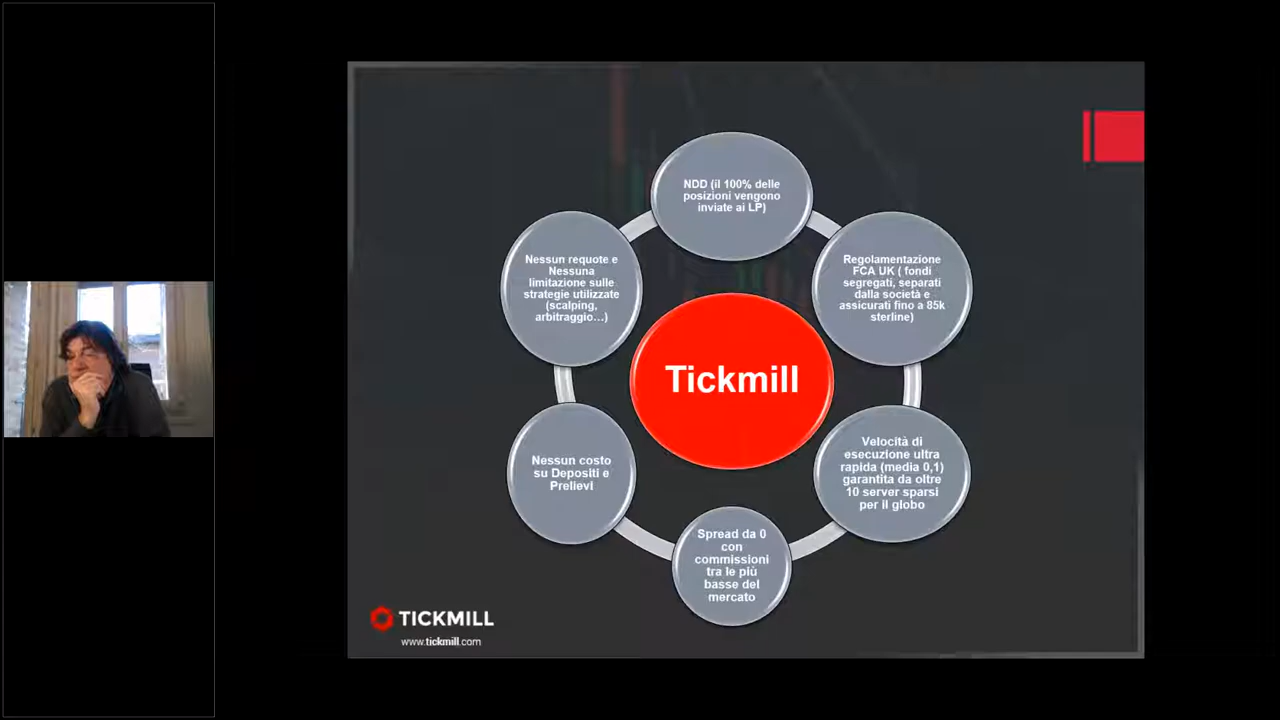 NDD (il 100% delle
posizioni vengono
inviate ai LP)
Regolamentazione
FCA UK ( fondi
segregati, separati
dalla società e
assicurati fino a 85k
sterline)
Velocità di
esecuzione ultra
rapida (media 0,1)
garantita da oltre
10 server sparsi
per il globo
Spread da 0
con
commissioni
tra le più
basse del
mercato
Nessun costo
su Depositi e
Prelievi
Nessun requote e
Nessuna
limitazione sulle
strategie utilizzate
(scalping,
arbitraggio...)
Tickmill
TICKMILL
www.tickmill.com